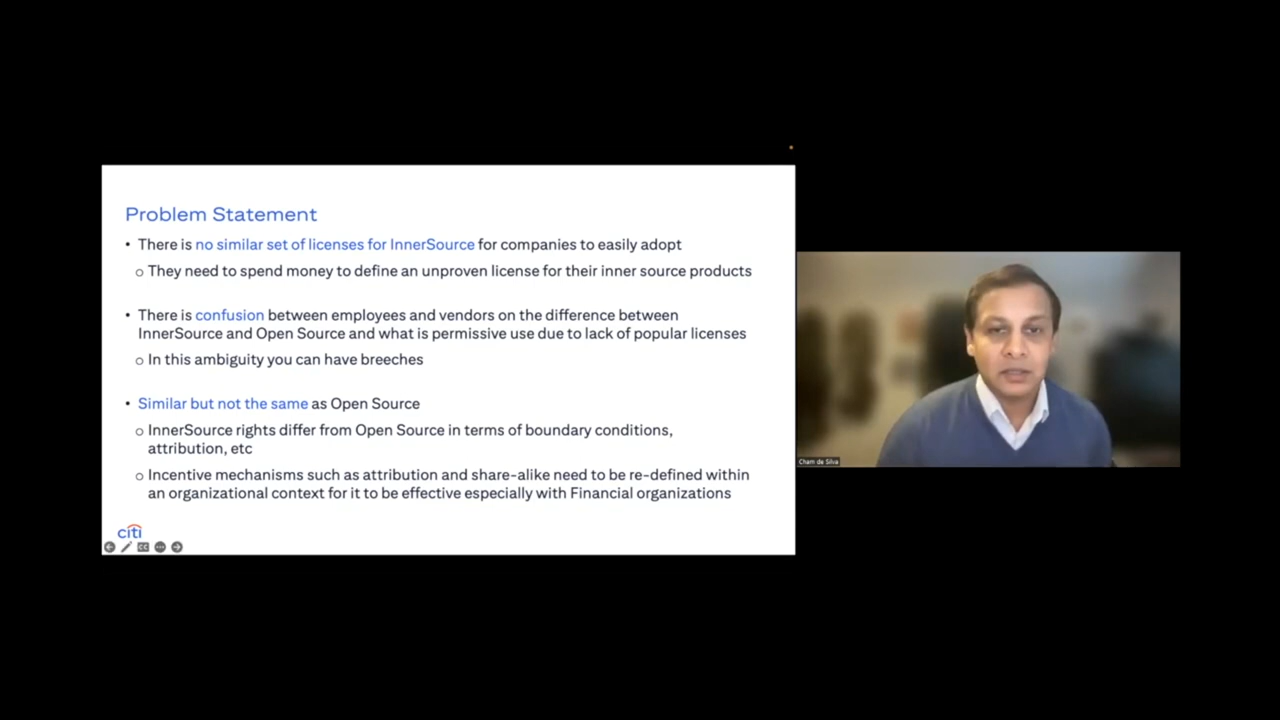 Problem Statement
• There is no similar set of licenses for InnerSource for companies to easily adopt
o They need to spend money to define an unproven license for their inner source products
• There is confusion between employees and vendors on the difference between
InnerSource and Open Source and what is permissive use due to lack of popular licenses
o In this ambiguity you can have breeches
• Similar but not the same as Open Source
o InnerSource rights differ from Open Source in terms of boundary conditions,
attribution, etc
o Incentive mechanisms such as attribution and share-alike need to be re-defined within
an organizational context for it to be effective especially with Financial organizations
citi
CC
Cham de Silva